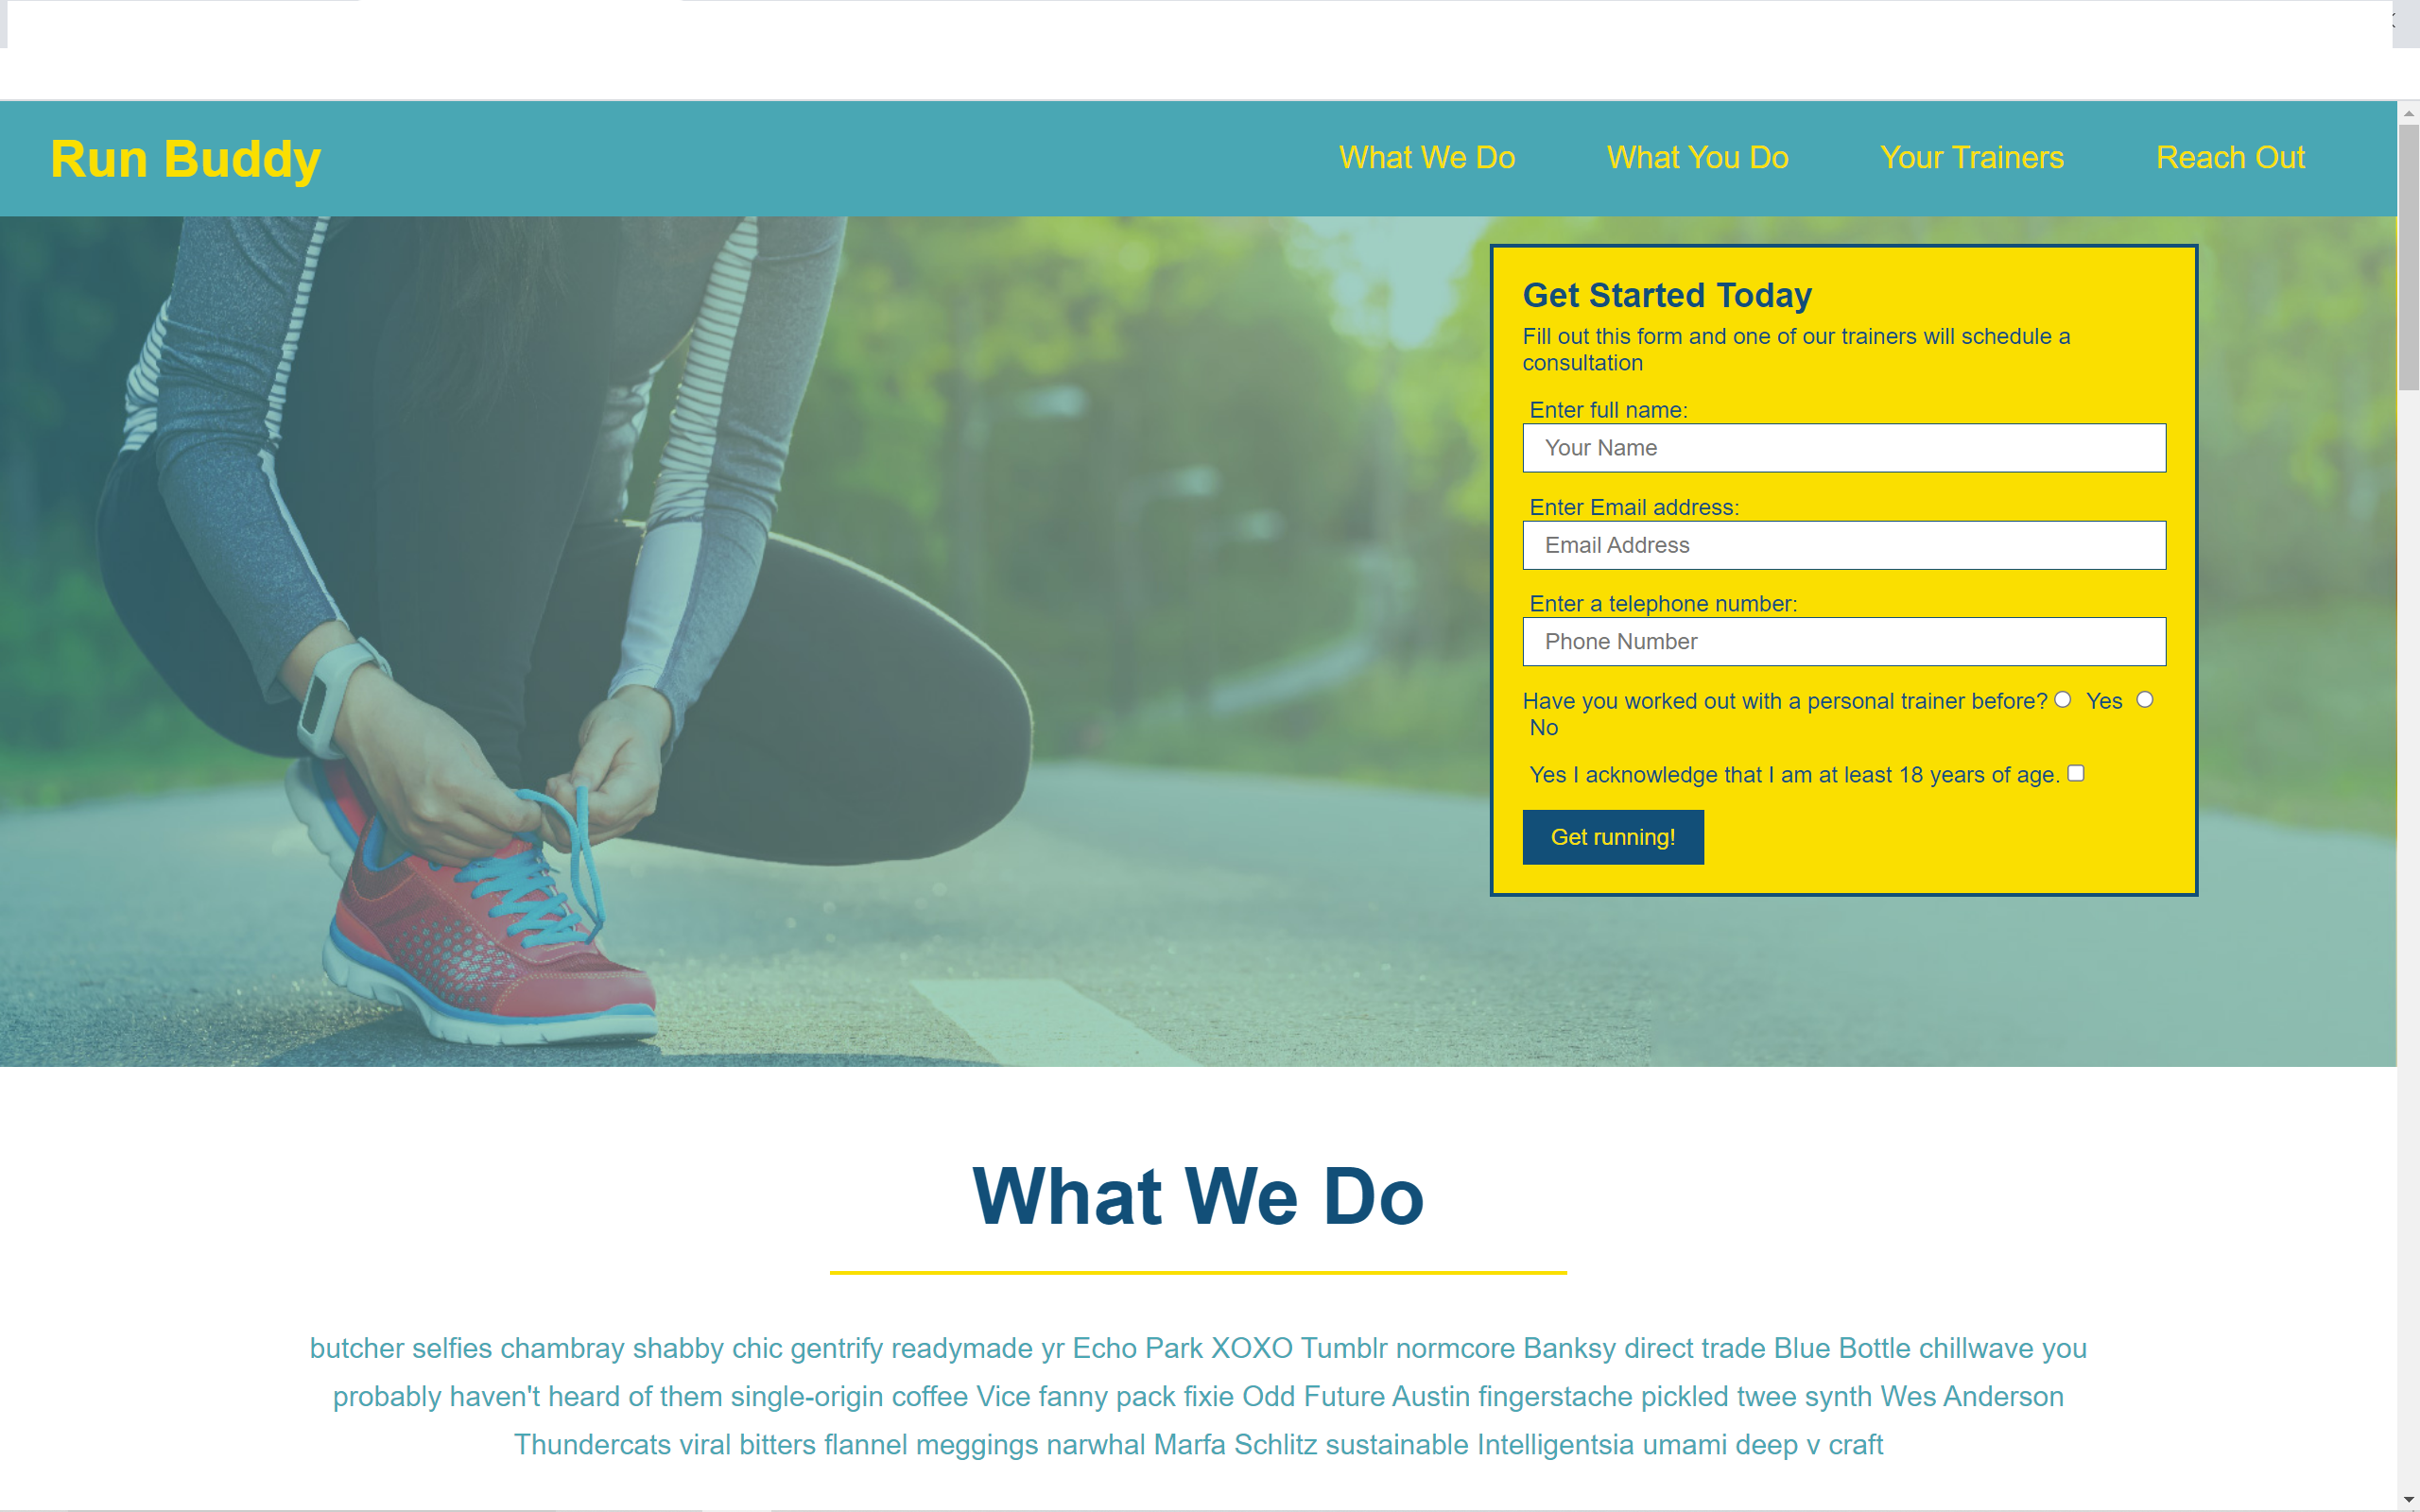 Run Buddy
What We Do
What You Do
Your Trainers
Reach Out
Get Started Today
Fill out this form and one of our trainers will schedule a
consultation
Enter full name:
Your Name
Enter Email address:
Email Address
Enter a telephone number:
Phone Number
Have you worked out with a personal trainer before? Yes
No
Yes I acknowledge that I am at least 18 years of age.
Get running!
What We Do
butcher selfies chambray shabby chic gentrify readymade yr Echo Park XOXO Tumblr normcore Banksy direct trade Blue Bottle chillwave you
probably haven't heard of them single-origin coffee Vice fanny pack fixie Odd Future Austin fingerstache pickled twee synth Wes Anderson
Thundercats viral bitters flannel meggings narwhal Marfa Schlitz sustainable Intelligentsia umami deep v craft